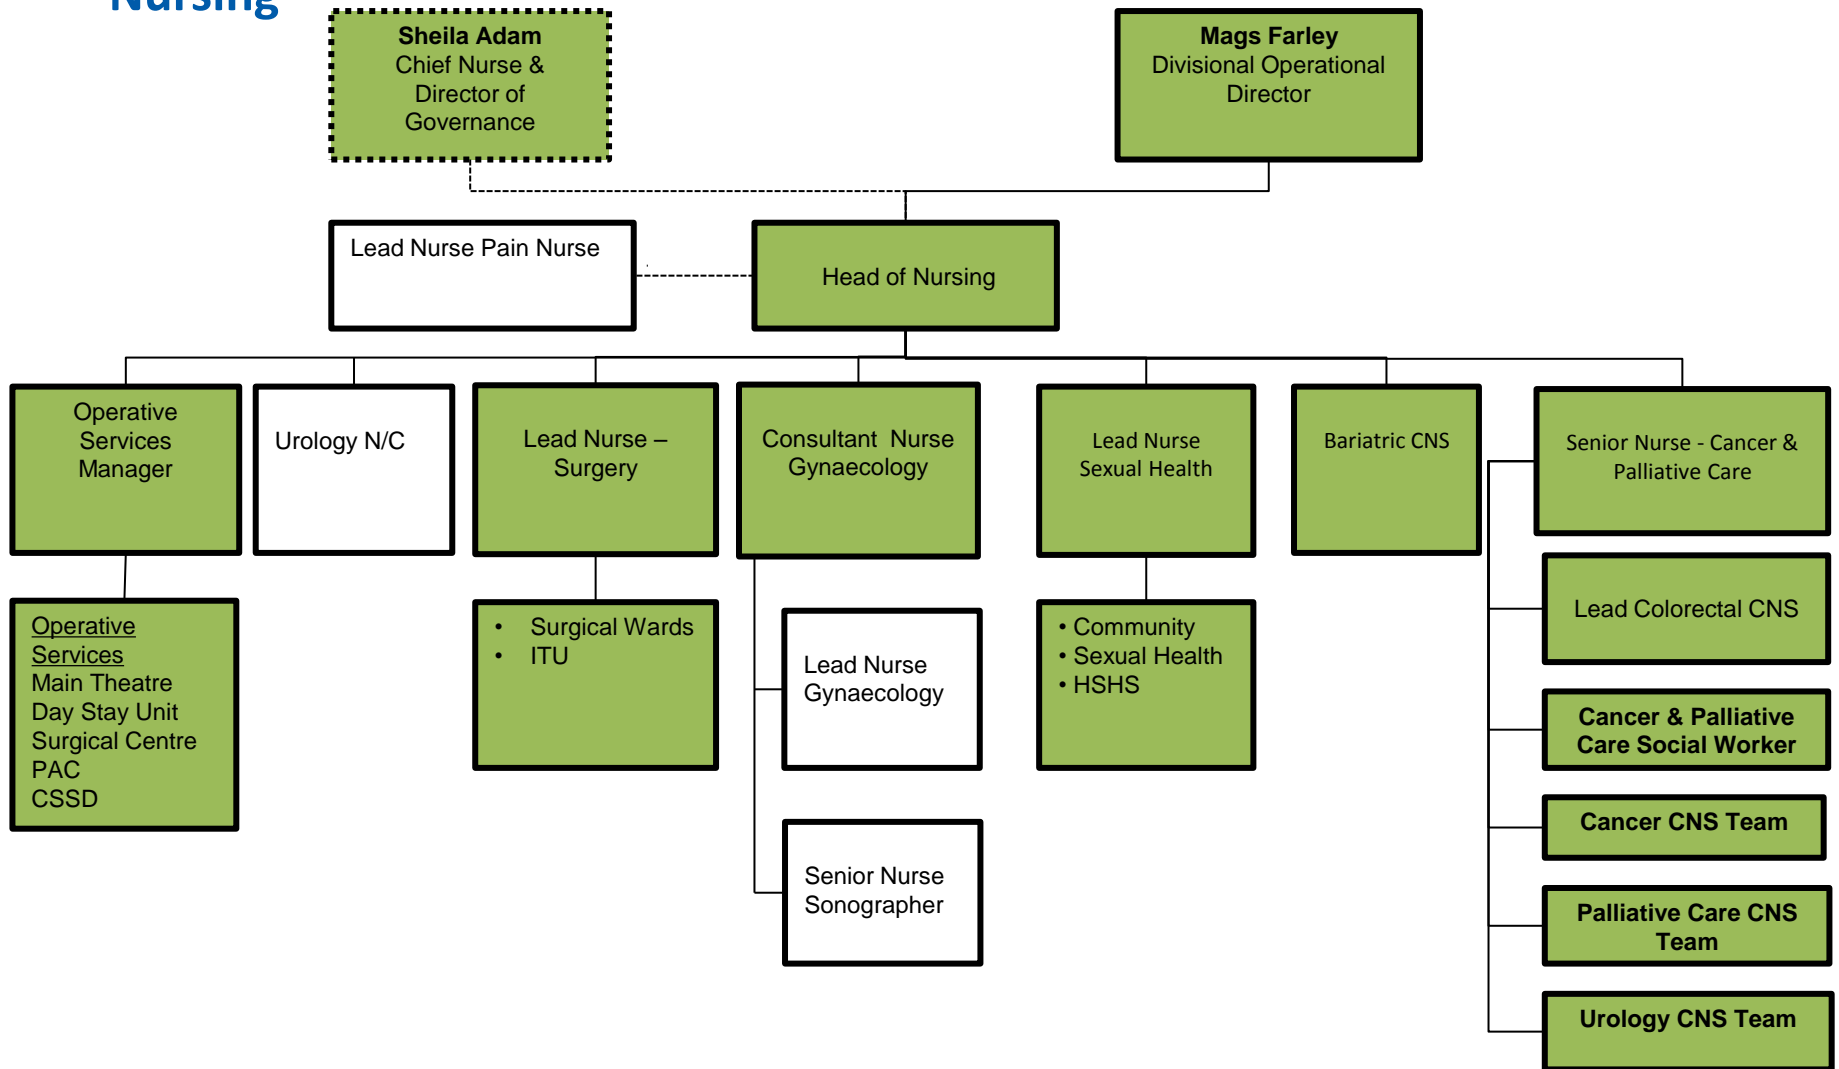 Nursing
Sheila Adam
Chief Nurse &
Director of
Governance
Mags Farley
Divisional Operational
Director
Lead Nurse Pain Nurse
Head of Nursing
Operative
Services
Manager
Urology N/C
Lead Nurse –
Surgery
Consultant Nurse
Gynaecology
Lead Nurse
Sexual Health
Bariatric CNS
Senior Nurse - Cancer &
Palliative Care
Operative
Services
Main Theatre
Day Stay Unit
Surgical Centre
PAC
CSSD
• Surgical Wards
• ITU
Lead Nurse
Gynaecology
Senior Nurse
Sonographer
• Community
• Sexual Health
• HSHS
Lead Colorectal CNS
Cancer & Palliative
Care Social Worker
Cancer CNS Team
Palliative Care CNS
Team
Urology CNS Team